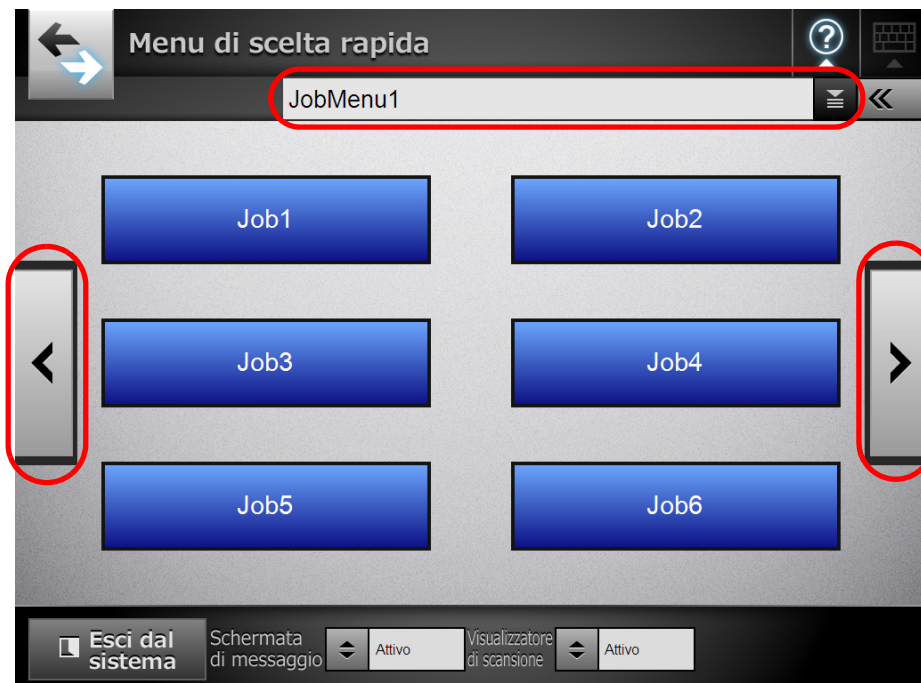 Menu di scelta rapida
?
JobMenu1
Job1
Job2
Job3
Job4
Job5
Job6
Esci dal
sistema
Schermata
di messaggio
Attivo
Visualizzatore
di scansione
Attivo